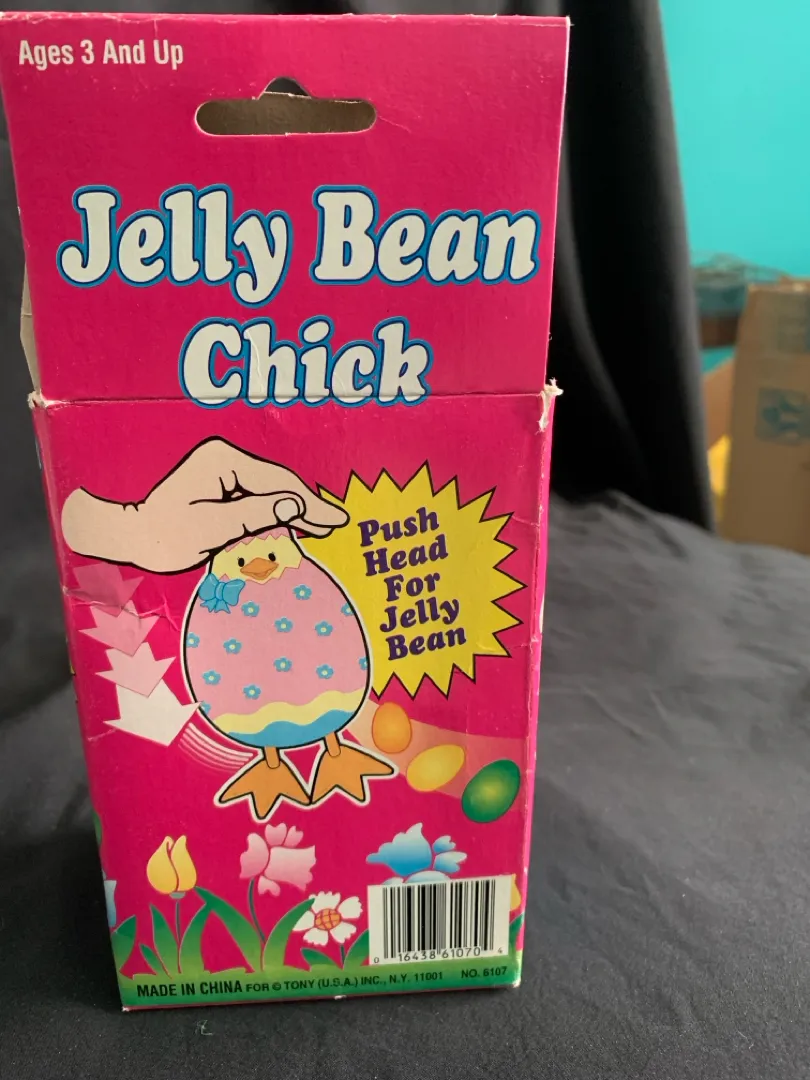 Ages 3 And Up
Jelly Bean
Chick
Push
Head
For
Jelly
Bean
0 16438 61070 4
MADE IN CHINA FOR © TONY (U.S.A.) INC., N.Y. 11001 NO. 6107